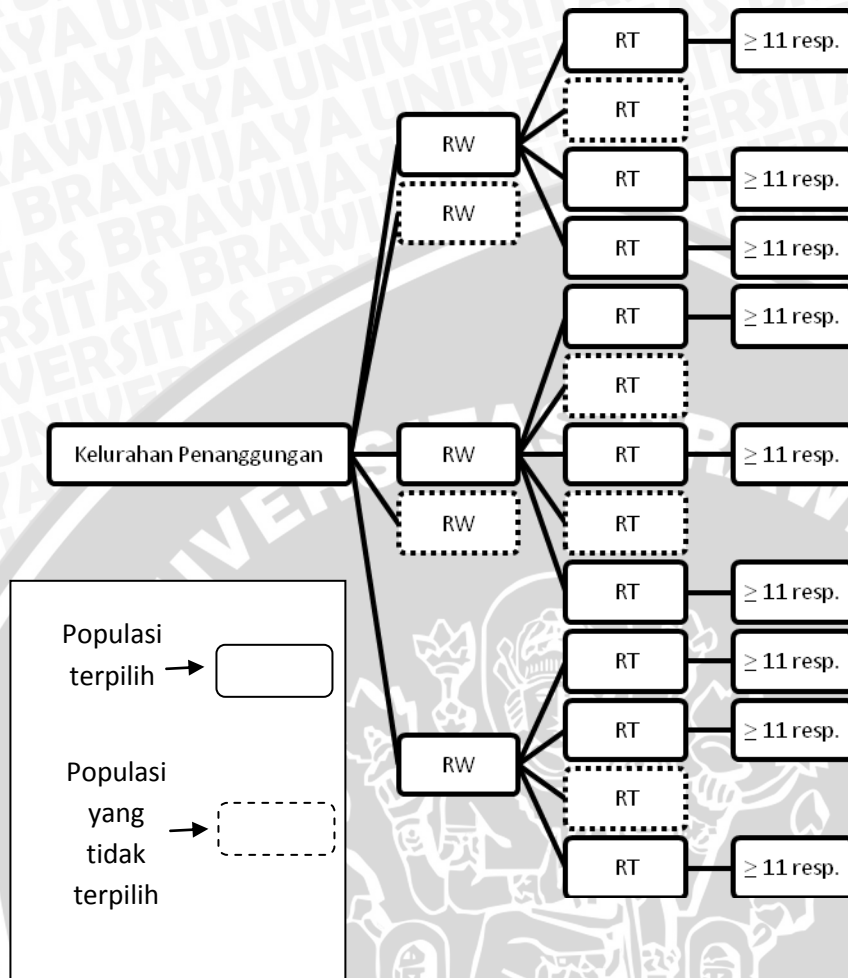 RT
≥ 11 resp.
RT
RW
RT
≥ 11 resp.
RW
RT
≥ 11 resp.
RT
≥ 11 resp.
RT
Kelurahan Penanggungan
RW
RT
≥ 11 resp.
RW
RT
RT
≥ 11 resp.
RT
≥ 11 resp.
RT
≥ 11 resp.
RW
RT
RT
≥ 11 resp.
Populasi
terpilih
Populasi
yang
tidak
terpilih